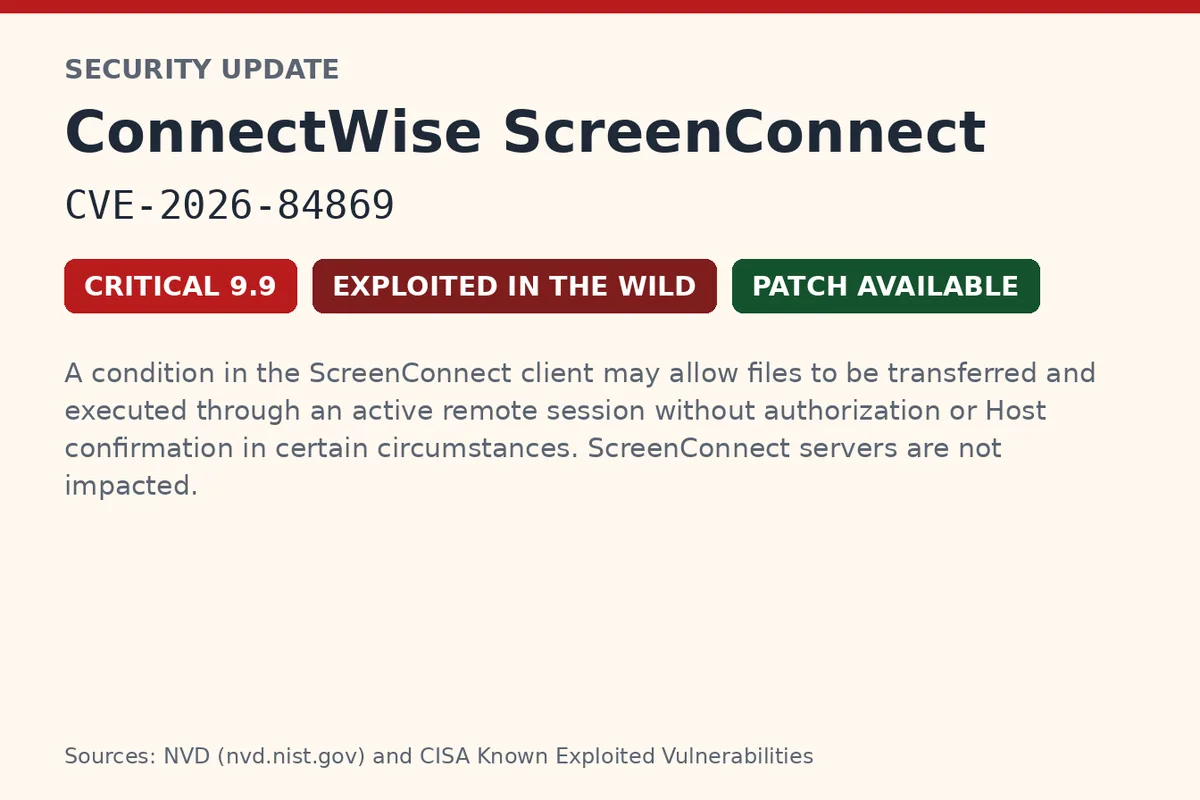 SECURITY UPDATE
ConnectWise ScreenConnect
CVE-2026-84869
CRITICAL 9.9
EXPLOITED IN THE WILD
PATCH AVAILABLE
A condition in the ScreenConnect client may allow files to be transferred and
executed through an active remote session without authorization or Host
confirmation in certain circumstances. ScreenConnect servers are not
impacted.
Sources: NVD (nvd.nist.gov) and CISA Known Exploited Vulnerabilities